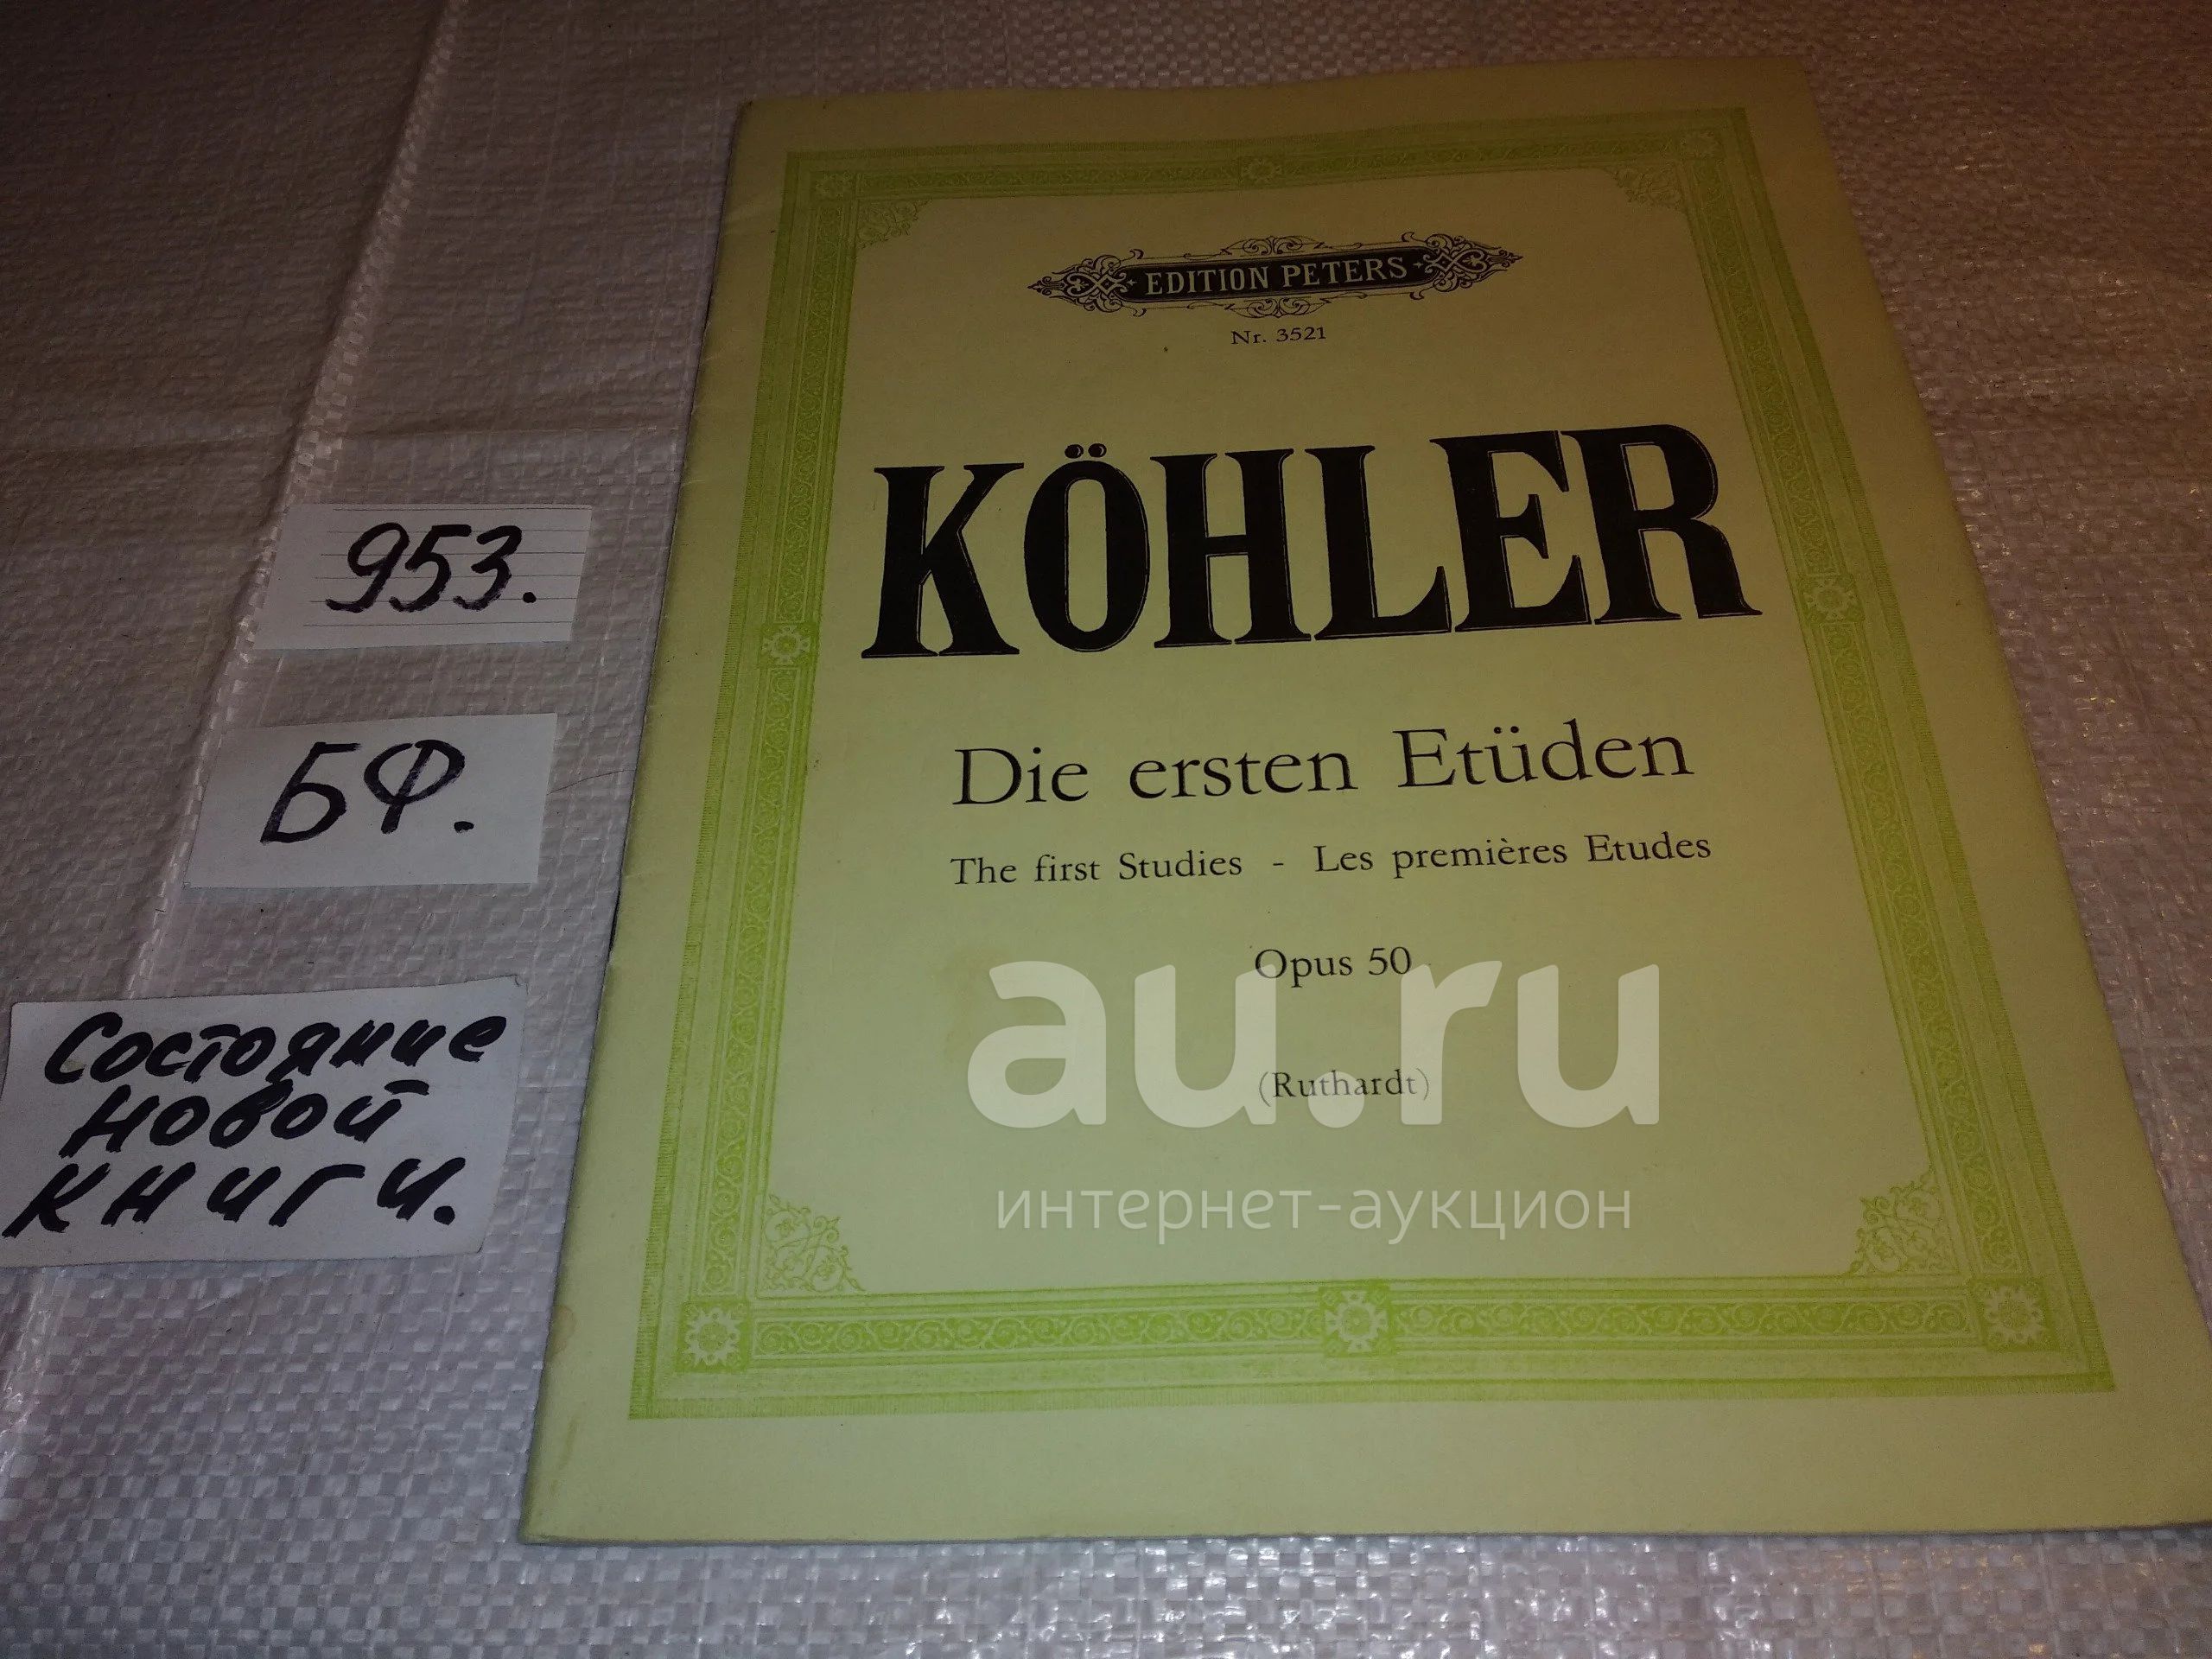 EDITION PETERS
Nr. 3521
KÖHLER
Die ersten Etüden
The first Studies - Les premières Etudes
Opus 50
(Ruthardt)
953.
БФ.
Состояние
новой
книги.
au.ru
интернет-аукцион